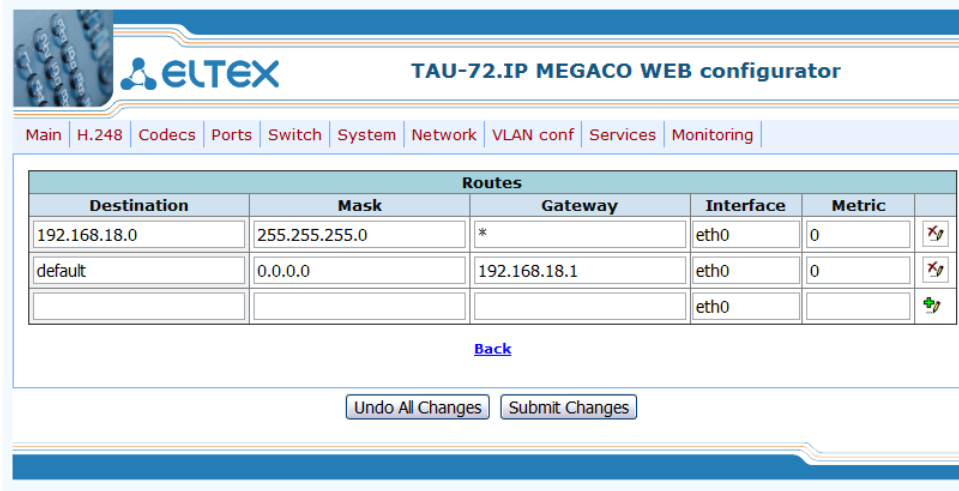 ELTEX TAU-72.IP MEGACO WEB configurator
Main H.248 Codecs Ports Switch System Network VLAN conf Services Monitoring
Routes
Destination Mask Gateway Interface Metric
192.168.18.0 255.255.255.0 * eth0 0
default 0.0.0.0 192.168.18.1 eth0 0
eth0
Back
Undo All Changes Submit Changes